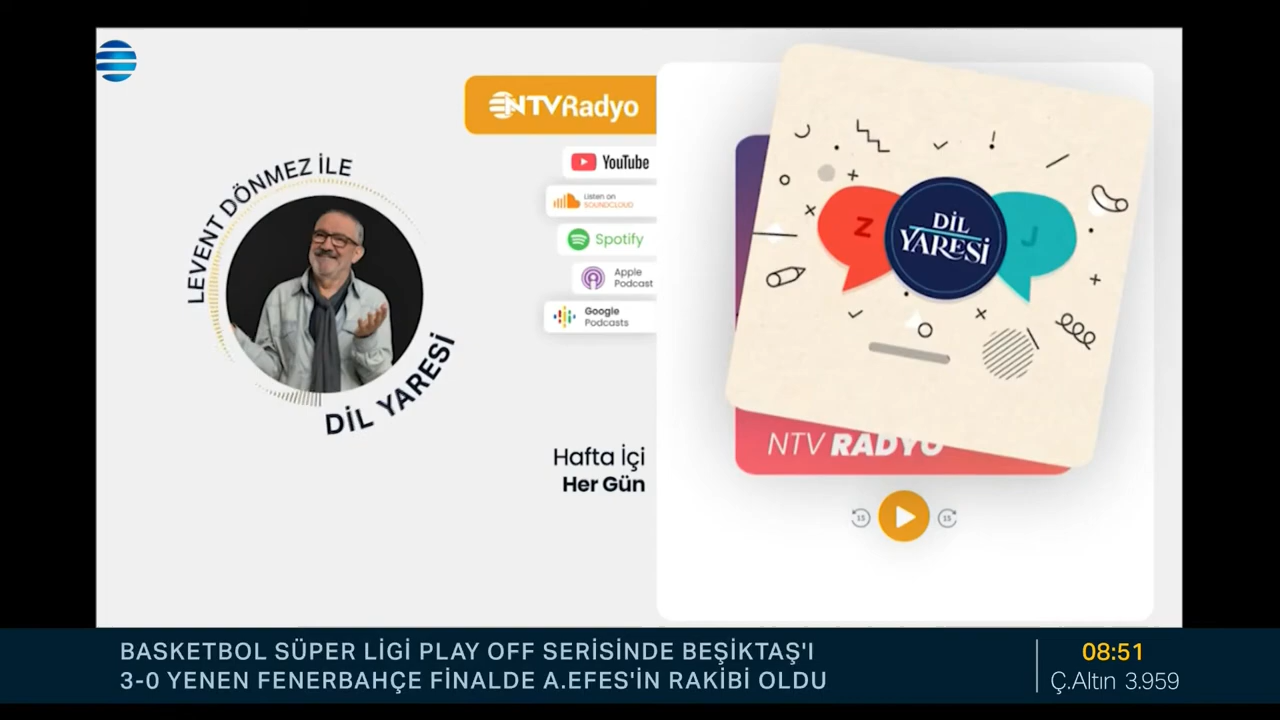 NTV Radyo
YouTube
Listen on
SOUNDCLOUD
Spotify
Apple
Podcast
Google
Podcasts
LEVENT DÖNMEZ İLE
DİL YARESİ
Hafta İçi
Her Gün
Z
DİL
YARESİ
J
NTV RADYO
15
15
BASKETBOL SÜPER LİGİ PLAY OFF SERİSİNDE BEŞİKTAŞ'I
3-0 YENEN FENERBAHÇE FİNALDE A.EFES'İN RAKİBİ OLDU
08:51
Ç.Altın 3.959